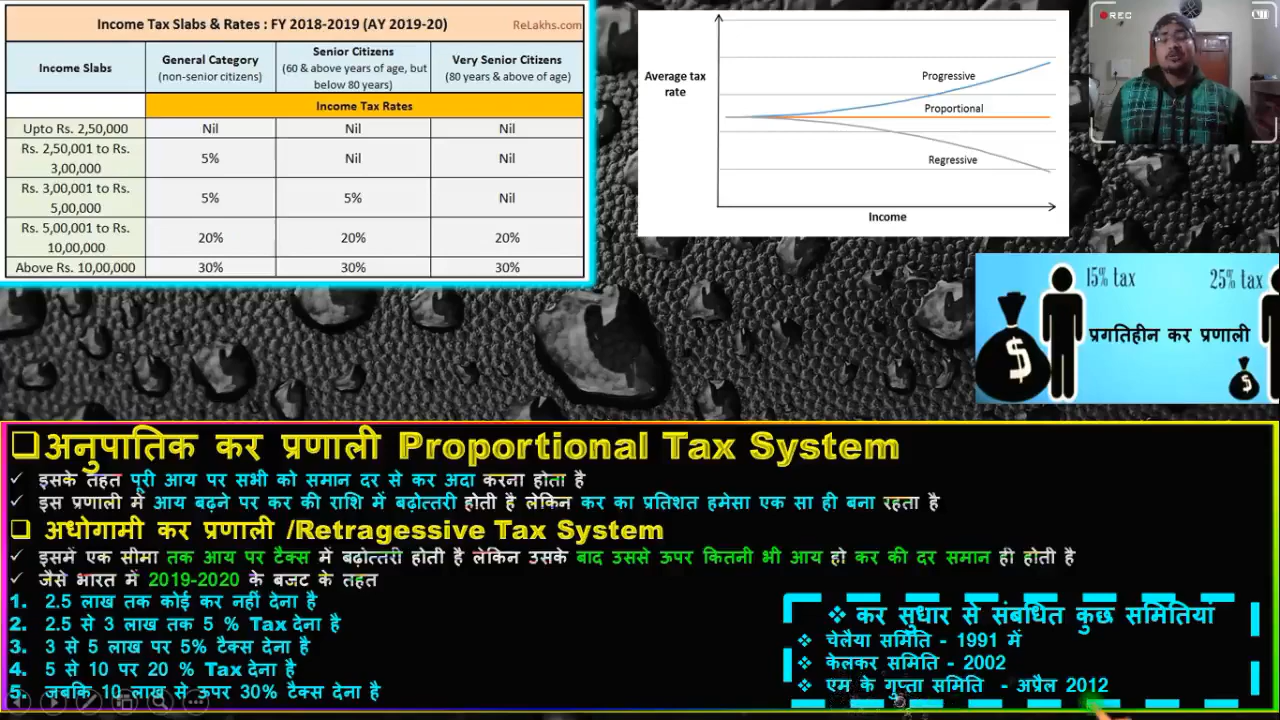 Income Tax Slabs & Rates : FY 2018-2019 (AY 2019-20)
ReLakhs.com
Income Slabs
General Category
(non-senior citizens)
Senior Citizens
(60 & above years of age, but
below 80 years)
Very Senior Citizens
(80 years & above of age)
Income Tax Rates
Upto Rs. 2,50,000 Nil Nil Nil
Rs. 2,50,001 to Rs.
3,00,000
5% Nil Nil
Rs. 3,00,001 to Rs.
5,00,000
5% 5% Nil
Rs. 5,00,001 to Rs.
10,00,000
20% 20% 20%
Above Rs. 10,00,000 30% 30% 30%
Average tax
rate
Progressive
Proportional
Regressive
Income
REC
15% tax 25% tax
प्रगतिहीन कर प्रणाली
अनुपातिक कर प्रणाली Proportional Tax System
इसके तहत पूरी आय पर सभी को समान दर से कर अदा करना होता है
इस प्रणाली में आय बढ़ने पर कर की राशि में बढ़ोत्तरी होती है लेकिन कर का प्रतिशत हमेसा एक सा ही बना रहता है
अधोगामी कर प्रणाली /Retragessive Tax System
इसमें एक सीमा तक आय पर टैक्स में बढ़ोत्तरी होती है लेकिन उसके बाद उससे ऊपर कितनी भी आय हो कर की दर समान ही होती है
जैसे भारत में 2019-2020 के बजट के तहत
1. 2.5 लाख तक कोई कर नहीं देना है
2. 2.5 से 3 लाख तक 5 % Tax देना है
3. 3 से 5 लाख पर 5% टैक्स देना है
4. 5 से 10 पर 20 % Tax देना है
5. जबकि 10 लाख से ऊपर 30% टैक्स देना है
कर सुधार से संबधित कुछ समितियां
चेलैया समिति - 1991 में
केलकर समिति - 2002
एम के गुप्ता समिति - अप्रैल 2012